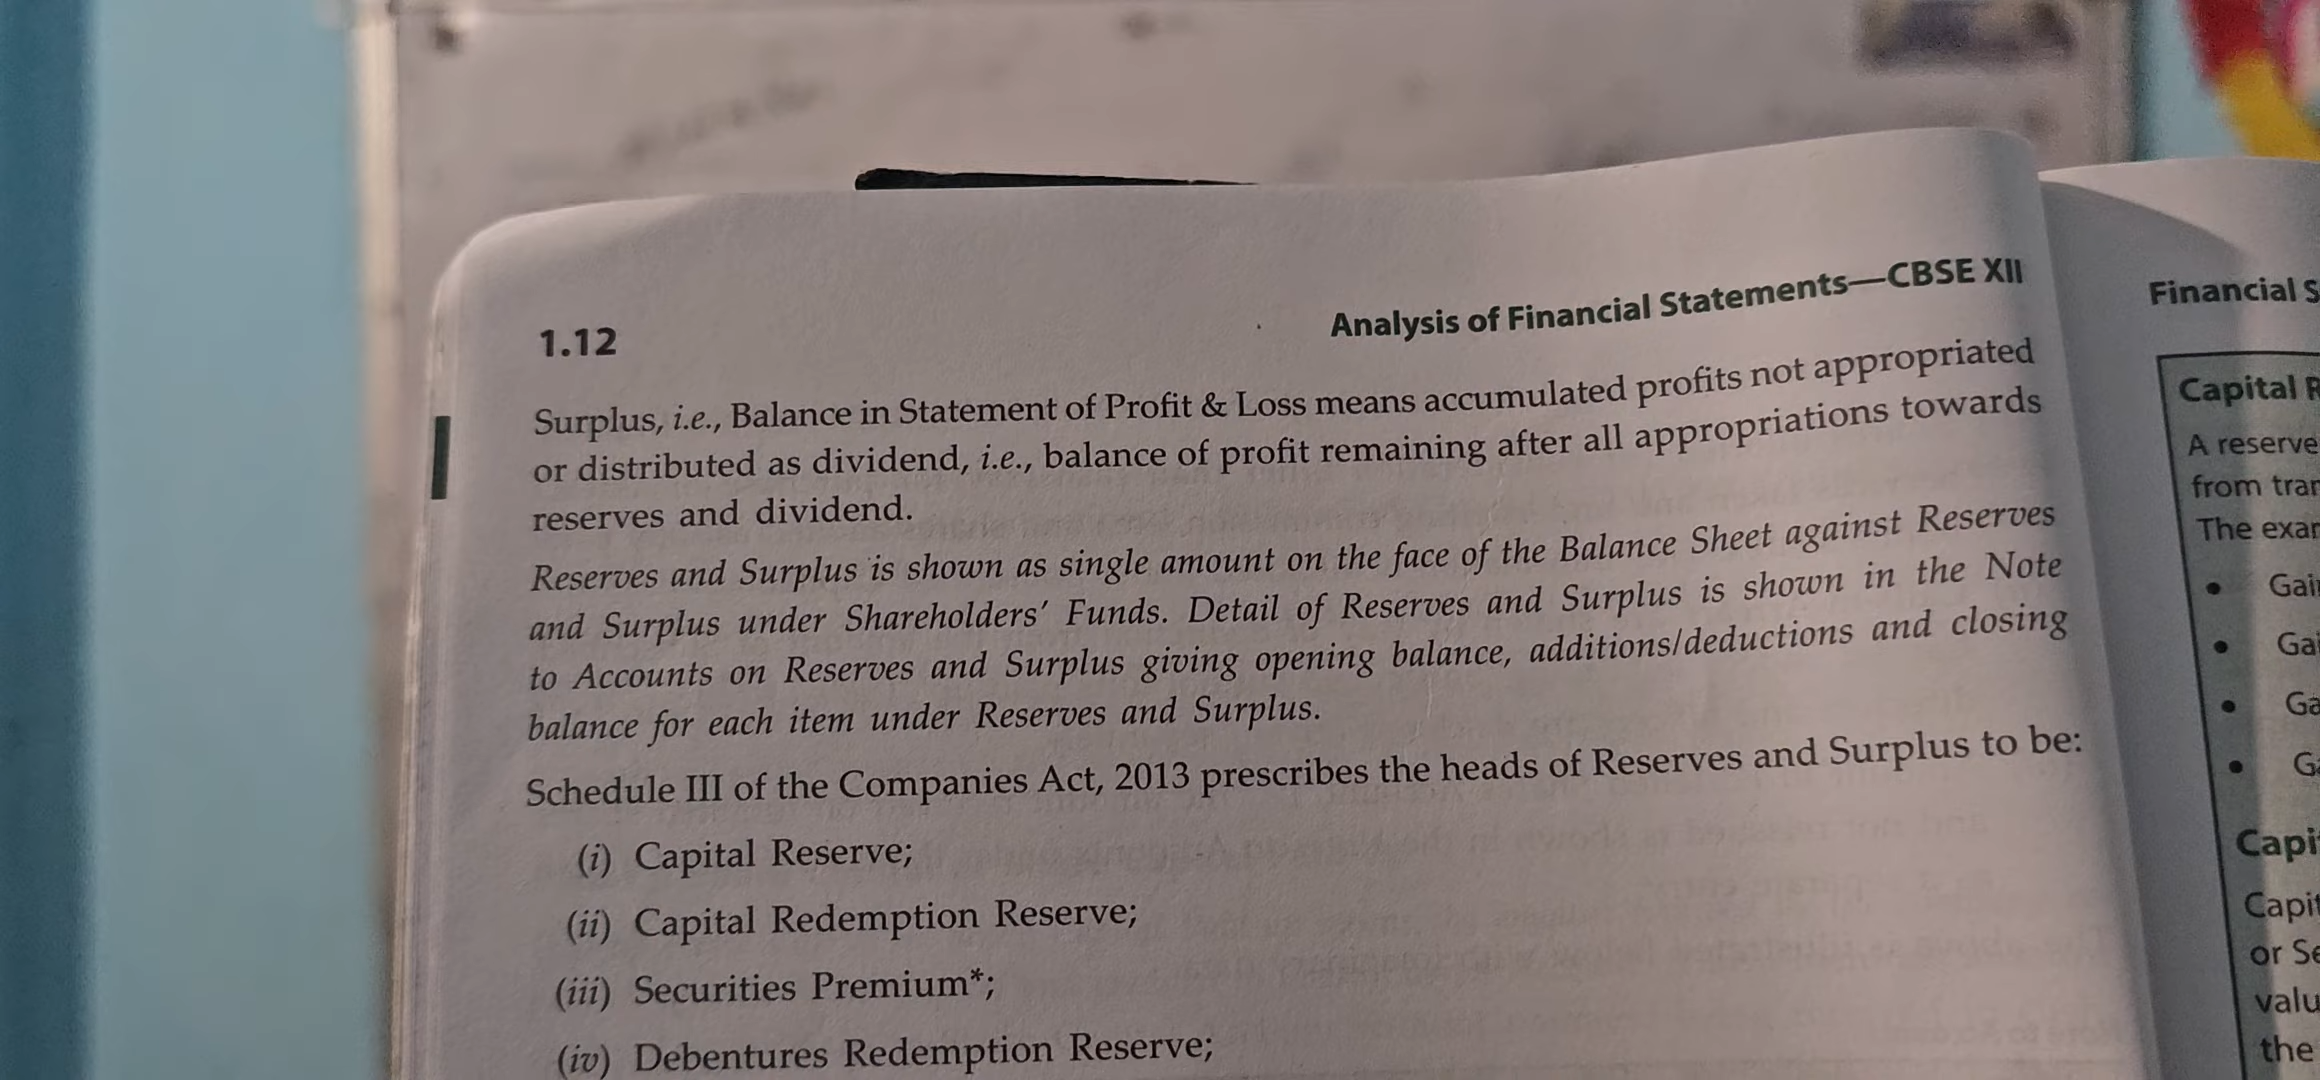 1.12
Analysis of Financial Statements—CBSE XII
Surplus, i.e., Balance in Statement of Profit & Loss means accumulated profits not appropriated
or distributed as dividend, i.e., balance of profit remaining after all appropriations towards
reserves and dividend.
Reserves and Surplus is shown as single amount on the face of the Balance Sheet against Reserves
and Surplus under Shareholders' Funds. Detail of Reserves and Surplus is shown in the Note
to Accounts on Reserves and Surplus giving opening balance, additions/deductions and closing
balance for each item under Reserves and Surplus.
Schedule III of the Companies Act, 2013 prescribes the heads of Reserves and Surplus to be:
(i) Capital Reserve;
(ii) Capital Redemption Reserve;
(iii) Securities Premium*;
(iv) Debentures Redemption Reserve;
Financial
Capital
A reserve
from
The
or
the